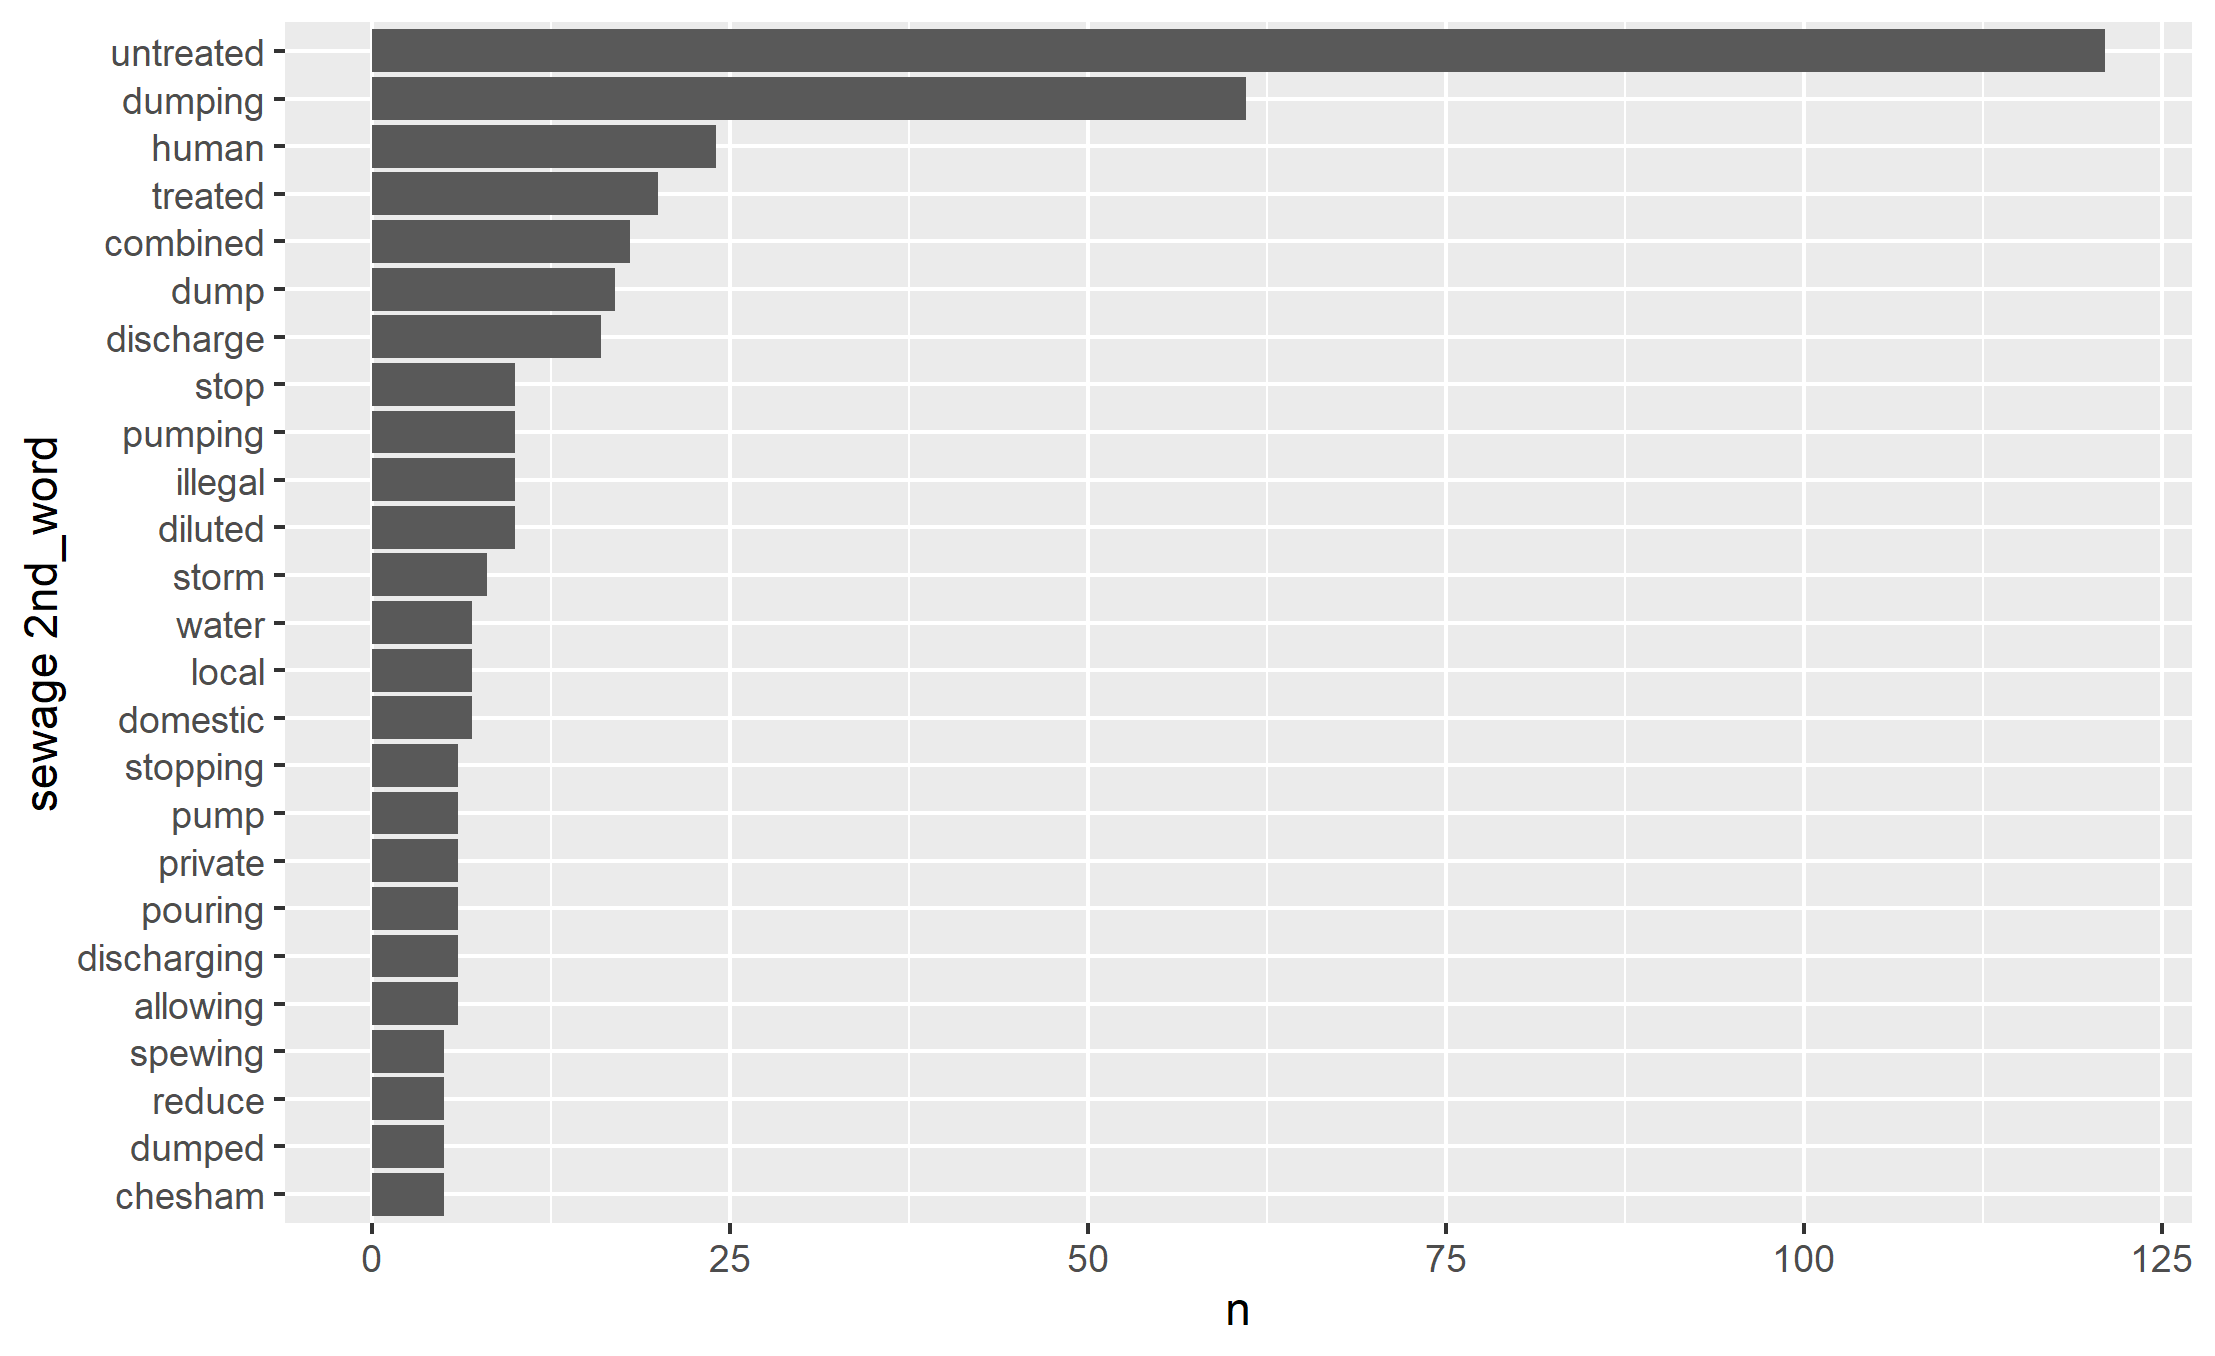 untreated
dumping
human
treated
combined
dump
discharge
stop
pumping
illegal
diluted
storm
water
local
domestic
stopping
pump
private
pouring
discharging
allowing
spewing
reduce
dumped
chesham
sewage 2nd_word
0 25 50 75 100 125
n